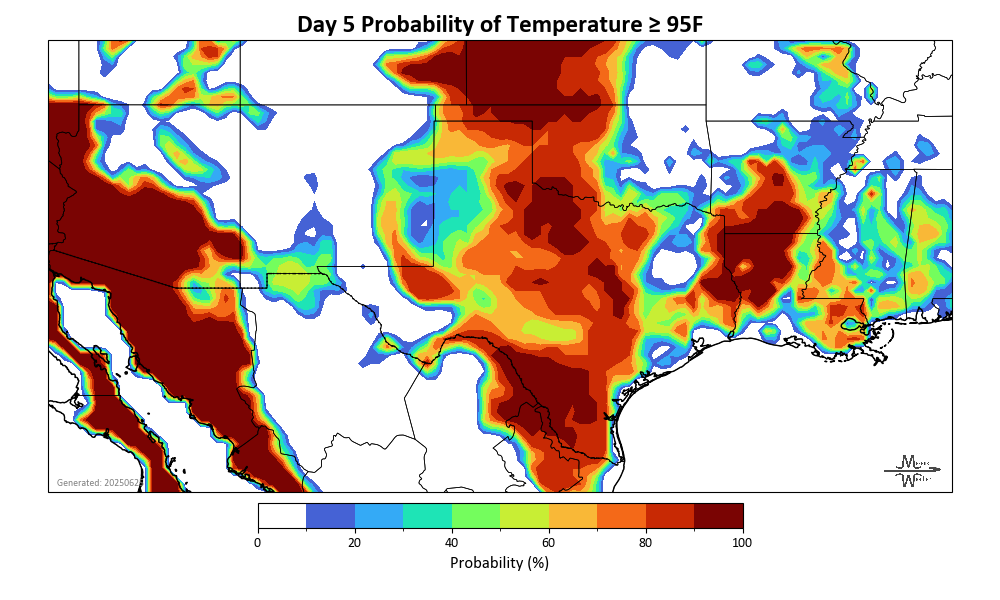 Day 5 Probability of Temperature ≥ 95F
Generated: 2025062
0 20 40 60 80 100
Probability (%)